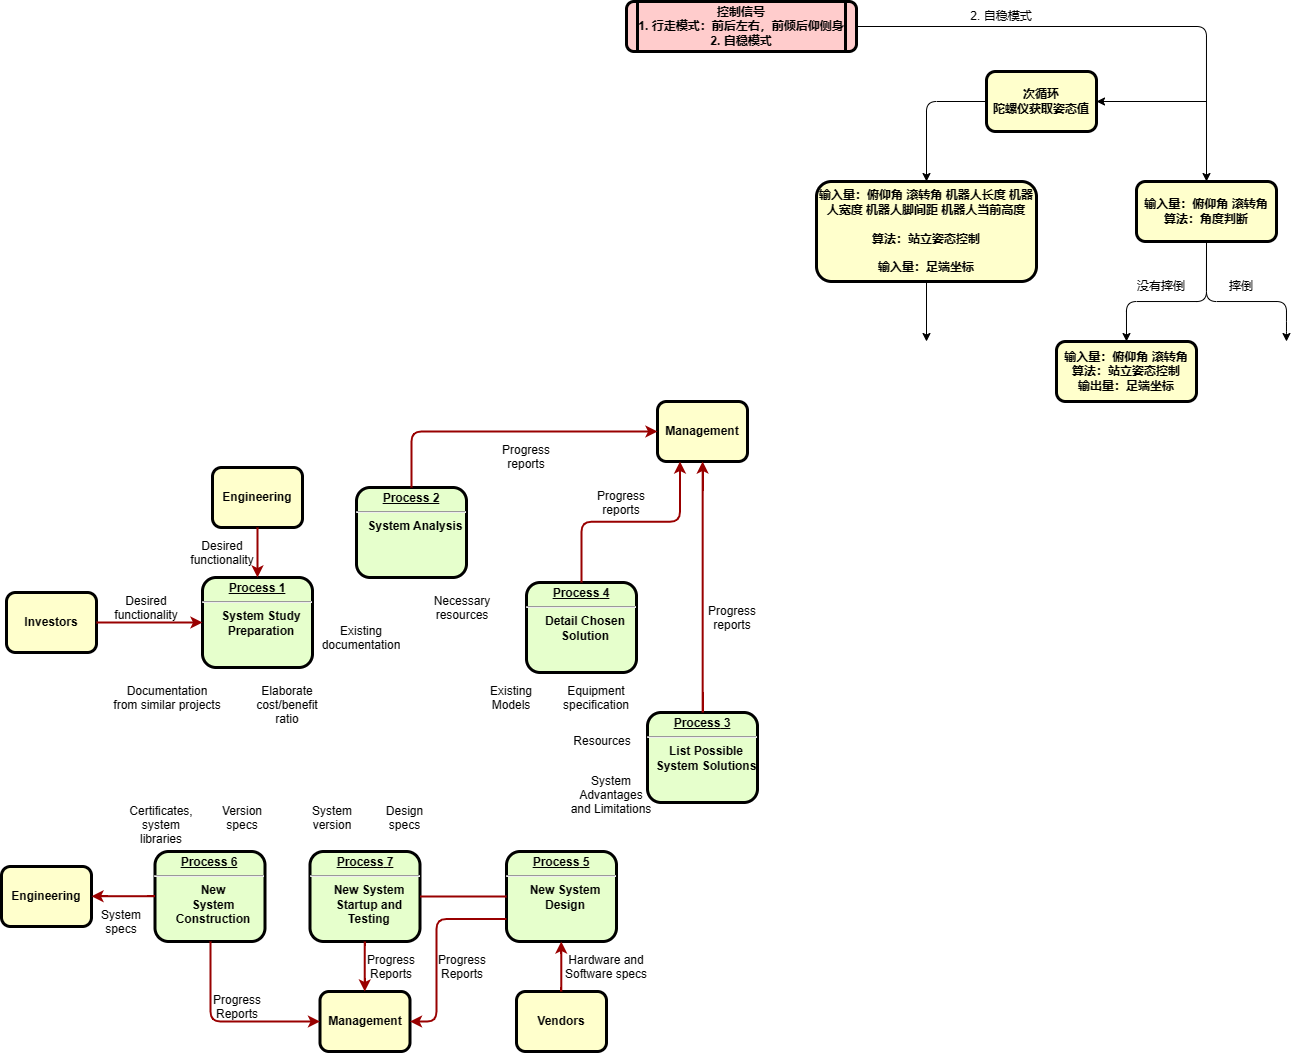 控制信号
1. 行走模式：前后左右，前倾后仰侧身
2. 自稳模式
2. 自稳模式
次循环
陀螺仪获取姿态值
输入量：俯仰角 滚转角 机器人长度 机器
人宽度 机器人脚间距 机器人当前高度
算法：站立姿态控制
输入量：足端坐标
输入量：俯仰角 滚转角
算法：角度判断
没有摔倒
摔倒
输入量：俯仰角 滚转角
算法：站立姿态控制
输出量：足端坐标
Management
Progress
reports
Engineering
Process 2
System Analysis
Progress
reports
Desired
functionality
Process 1
System Study
Preparation
Investors
Desired
functionality
Existing
documentation
Necessary
resources
Process 4
Detail Chosen
Solution
Progress
reports
Documentation
from similar projects
Elaborate
cost/benefit
ratio
Existing
Models
Equipment
specification
Process 3
List Possible
System Solutions
Resources
System
Advantages
and Limitations
Certificates,
system
libraries
Version
specs
System
version
Design
specs
Process 6
New
System
Construction
Process 7
New System
Startup and
Testing
Process 5
New System
Design
Engineering
System
specs
Progress
Reports
Progress
Reports
Hardware and
Software specs
Progress
Reports
Management
Vendors